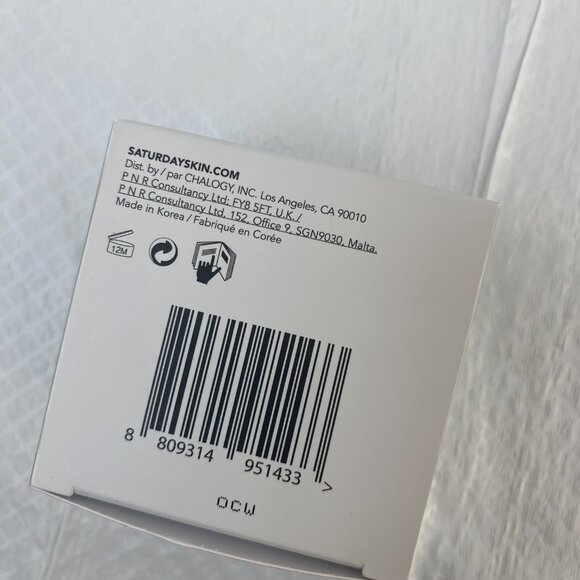 SATURDAYSKIN.COM
Dist. by / par CHALOGY, INC. Los Angeles, CA 90010
P N R Consultancy Ltd; FY8 5FT, U.K. /
P N R Consultancy Ltd, 152, Office 9, SGN9030, Malta.
Made in Korea / Fabriqué en Corée
12M
8 809314 951433 >
OCW